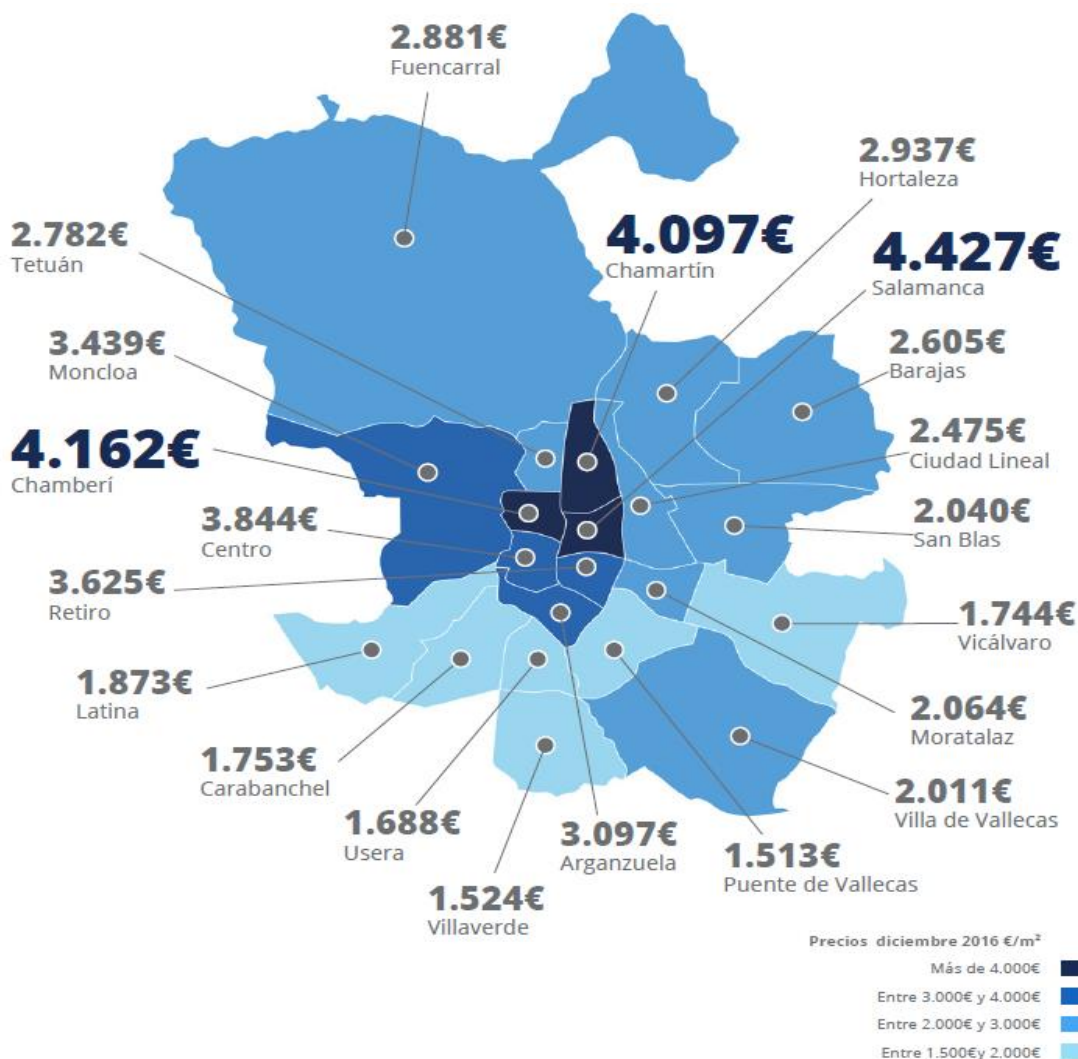 2.881€
Fuencarral
2.937€
Hortaleza
2.782€
Tetuán
4.097€
Chamartín
4.427€
Salamanca
3.439€
Moncloa
2.605€
Barajas
4.162€
Chamberí
2.475€
Ciudad Lineal
3.844€
Centro
2.040€
San Blas
3.625€
Retiro
1.744€
Vicálvaro
1.873€
Latina
2.064€
Moratalaz
1.753€
Carabanchel
2.011€
Villa de Vallecas
1.688€
Usera
3.097€
Arganzuela
1.513€
Puente de Vallecas
1.524€
Villaverde
Precios diciembre 2016 €/m²
Más de 4.000€
Entre 3.000€ y 4.000€
Entre 2.000€ y 3.000€
Entre 1.500€y 2.000€